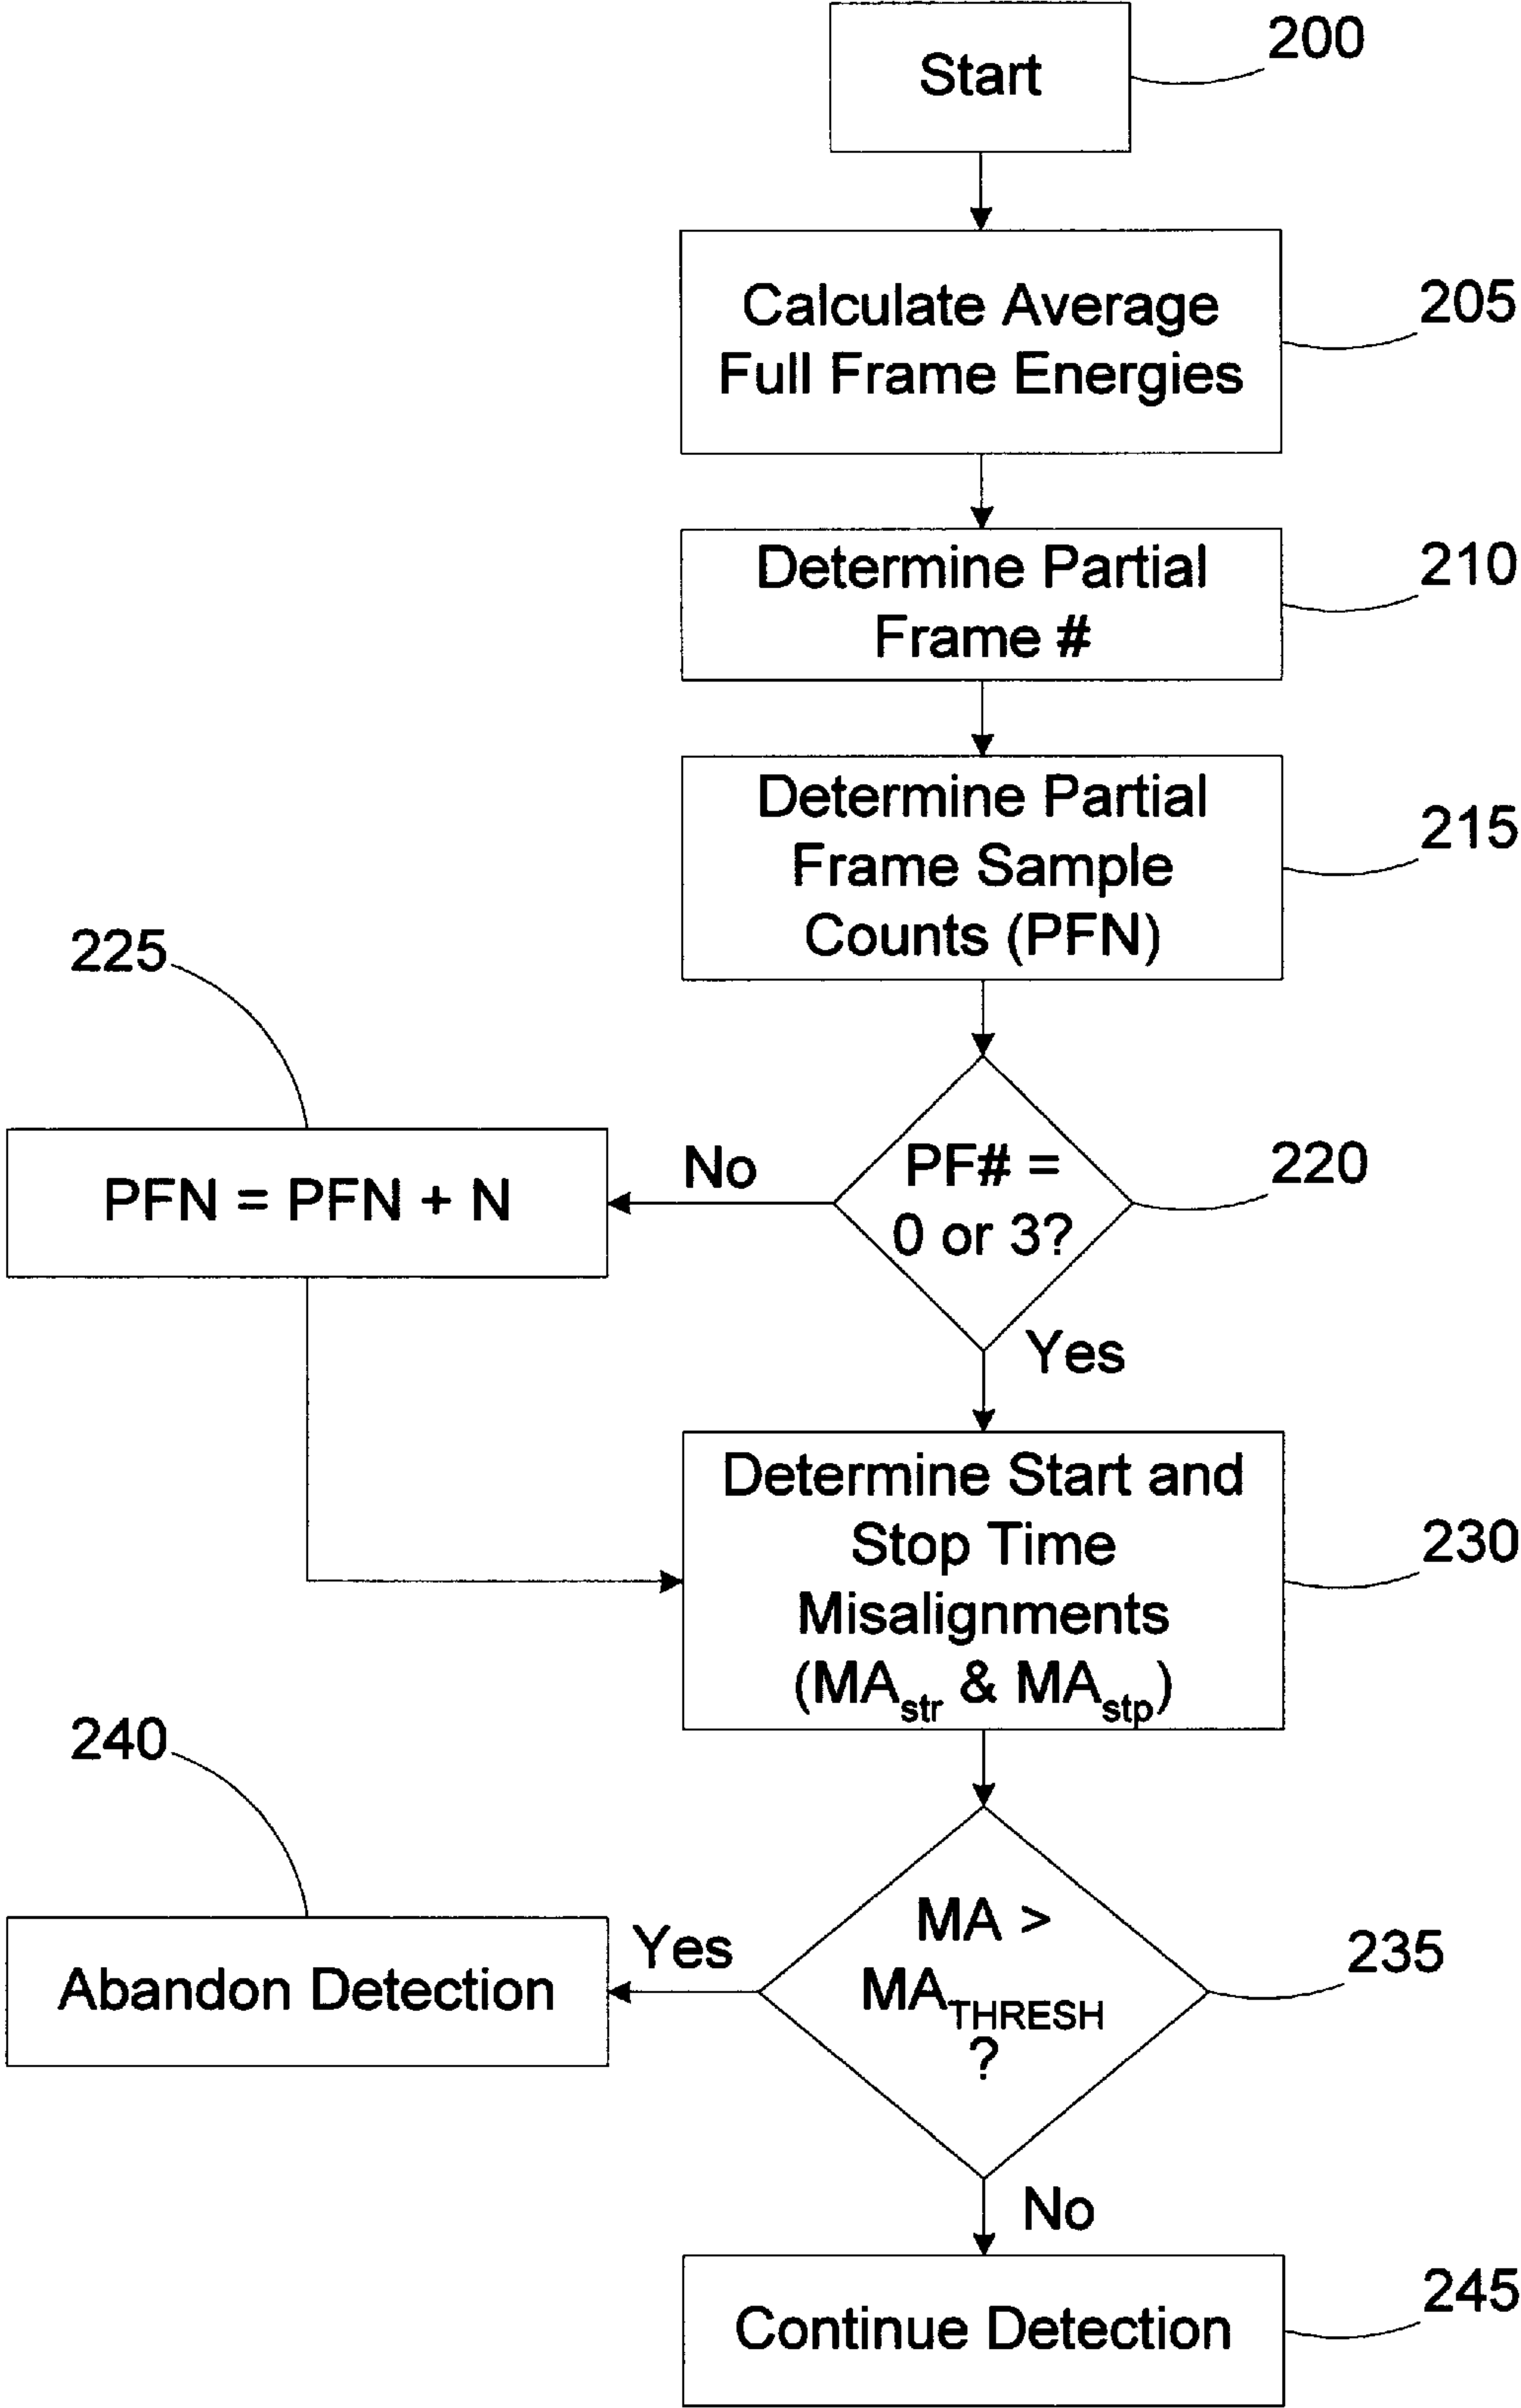 Start
200
Calculate Average
Full Frame Energies
205
Determine Partial
Frame #
210
Determine Partial
Frame Sample
Counts (PFN)
215
225
PFN = PFN + N
No
PF# =
0 or 3?
220
Yes
Determine Start and
Stop Time
Misalignments
(MAstr & MAstp)
230
240
Abandon Detection
Yes
MA >
MATHRESH
?
235
No
Continue Detection
245